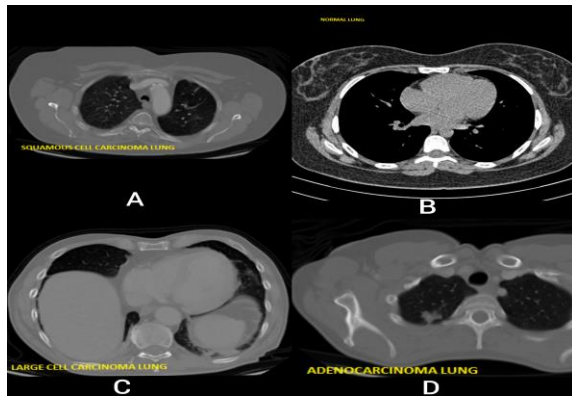 NORMAL LUNG
SQUAMOUS CELL CARCINOMA LUNG
A
B
LARGE CELL CARCINOMA LUNG
C
ADENOCARCINOMA LUNG
D